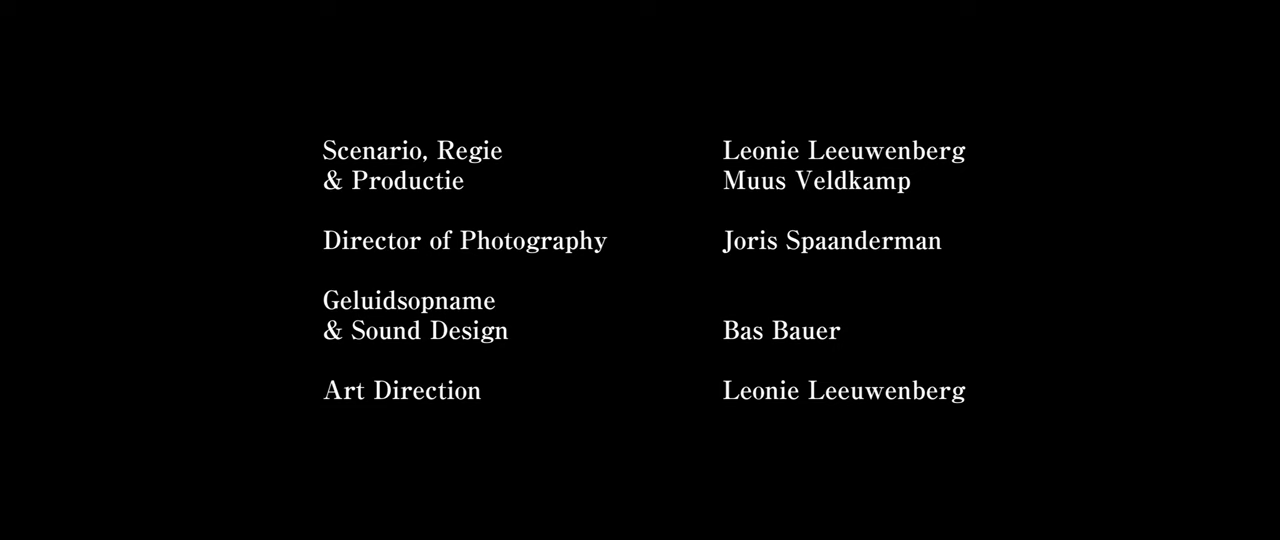 Scenario, Regie Leonie Leeuwenberg
& Productie Muus Veldkamp
Director of Photography Joris Spaanderman
Geluidsopname
& Sound Design Bas Bauer
Art Direction Leonie Leeuwenberg